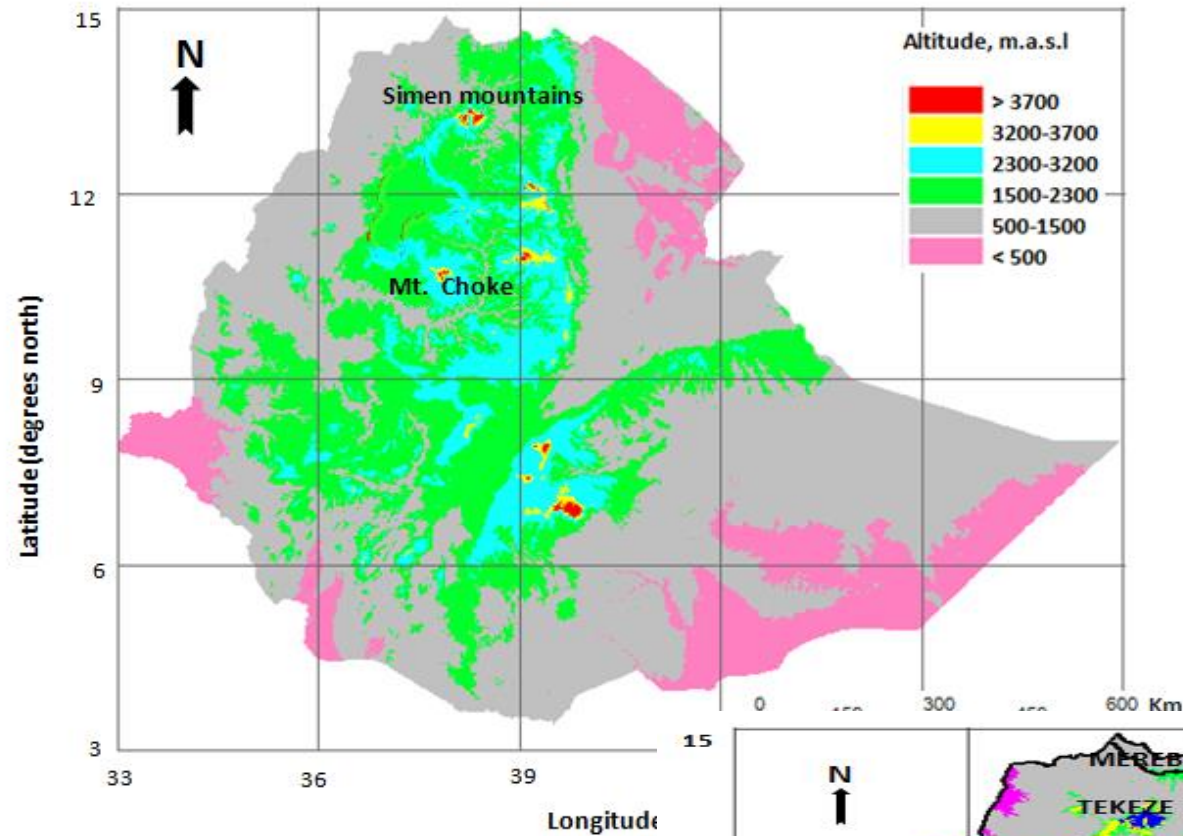 15
N
Altitude, m.a.s.l
> 3700
3200-3700
2300-3200
1500-2300
500-1500
< 500
Simen mountains
12
Mt. Choke
9
Latitude (degrees north)
6
0 300 600 Km
3
33 36 39
Longitude
15
N
MEREB
TEKEZE